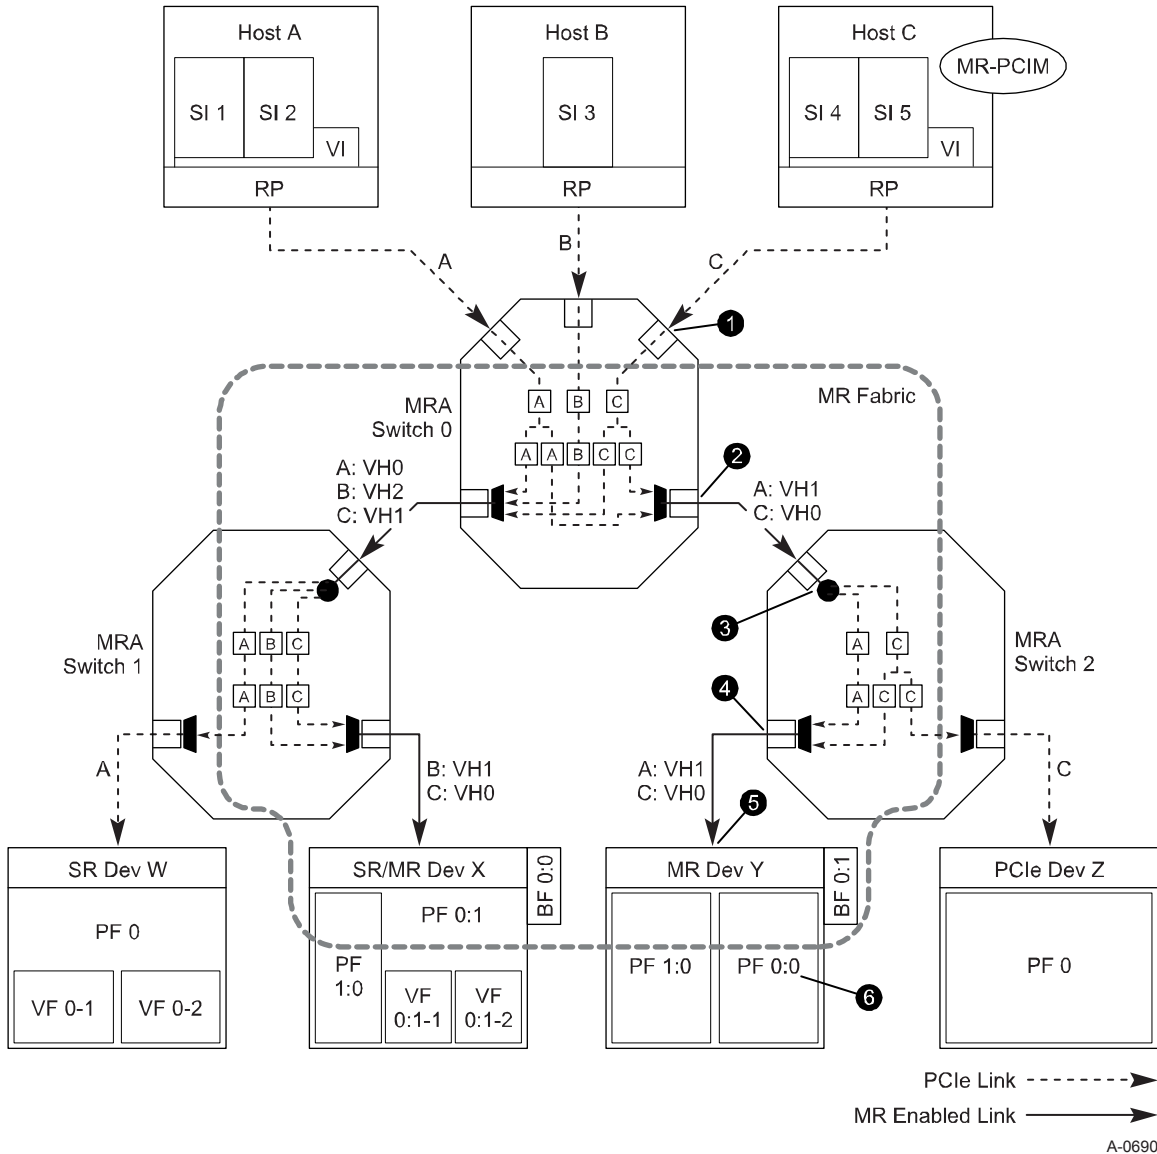 Host A
Host B
Host C
MR-PCIM
SI 1
SI 2
VI
SI 3
SI 4
SI 5
VI
RP
RP
RP
A
B
C
1
MR Fabric
MRA
Switch 0
A
B
C
A
A
B
C
C
2
A: VH0
B: VH2
C: VH1
A: VH1
C: VH0
3
MRA
Switch 1
A
B
C
A
B
C
MRA
Switch 2
A
C
A
C
C
4
A
B: VH1
C: VH0
A: VH1
C: VH0
C
5
SR Dev W
PF 0
VF 0-1
VF 0-2
SR/MR Dev X
BF 0:0
PF 0:1
PF
1:0
VF
0:1-1
VF
0:1-2
MR Dev Y
BF 0:1
PF 1:0
PF 0:0
6
PCIe Dev Z
PF 0
PCIe Link
MR Enabled Link
A-0690